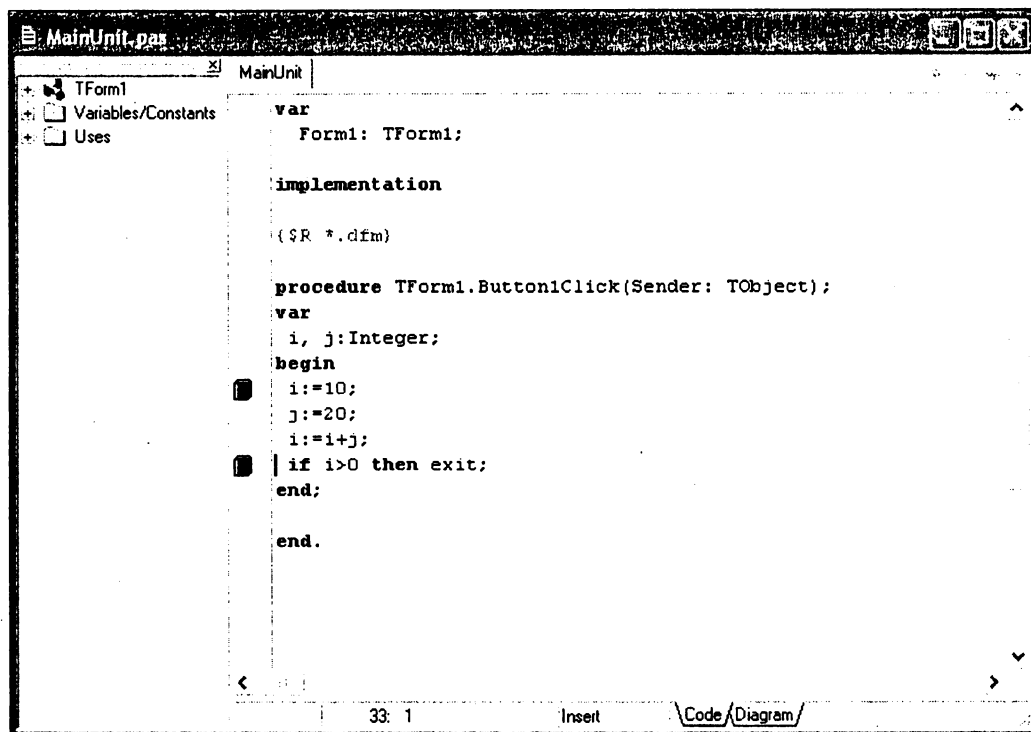 MainUnit.pas
TForm1
Variables/Constants
Uses
MainUnit
var
Form1: TForm1;
implementation
{$R *.dfm}
procedure TForm1.Button1Click(Sender: TObject);
var
i, j:Integer;
begin
i:=10;
j:=20;
i:=i+j;
if i>0 then exit;
end;
end.
33: 1
Insert
Code
Diagram